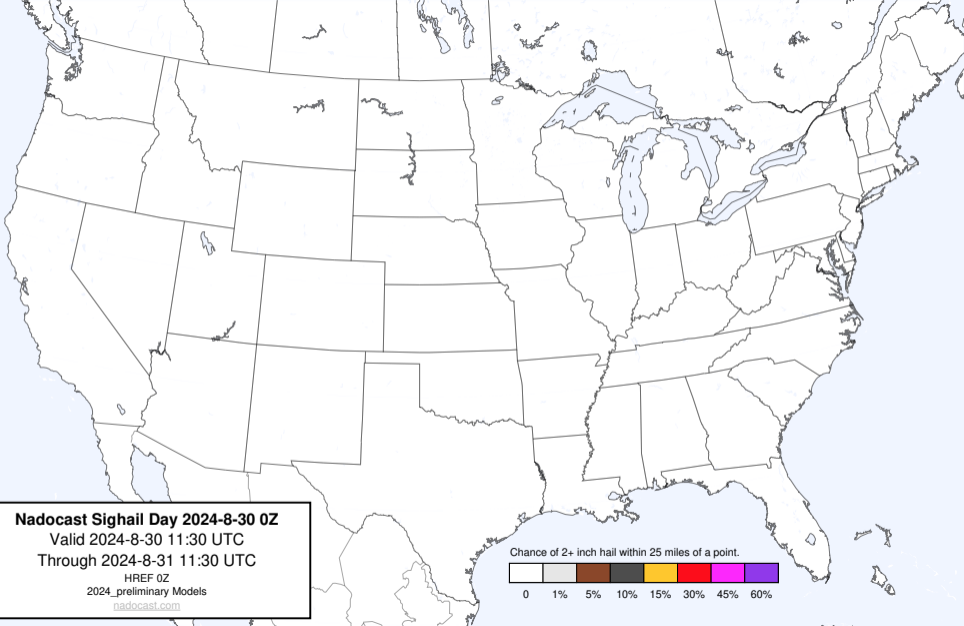 Nadocast Sighail Day 2024-8-30 0Z
Valid 2024-8-30 11:30 UTC
Through 2024-8-31 11:30 UTC
HREF 0Z
2024_preliminary Models
nadocast.com
Chance of 2+ inch hail within 25 miles of a point.
0 1% 5% 10% 15% 30% 45% 60%